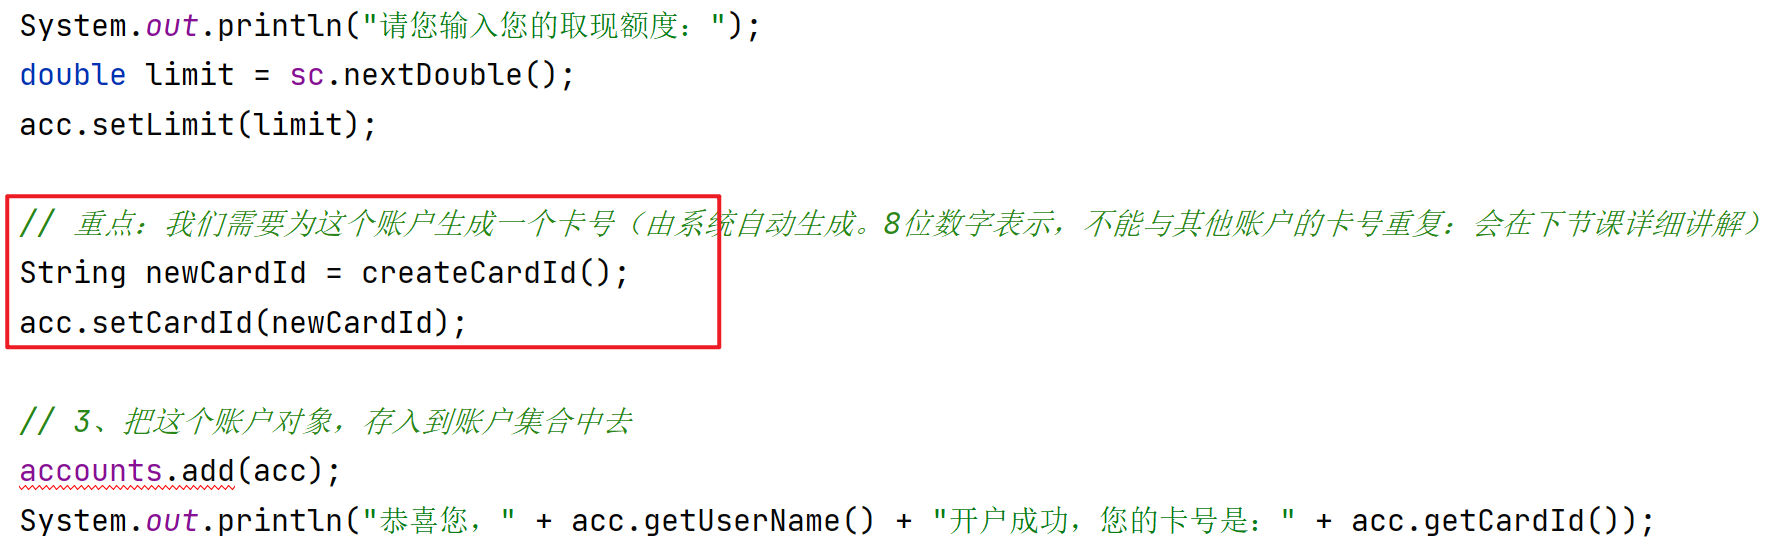 System.out.println("请您输入您的取现额度：");
double limit = sc.nextDouble();
acc.setLimit(limit);
// 重点：我们需要为这个账户生成一个卡号（由系统自动生成。8位数字表示，不能与其他账户的卡号重复：会在下节课详细讲解）
String newCardId = createCardId();
acc.setCardId(newCardId);
// 3、把这个账户对象，存入到账户集合中去
accounts.add(acc);
System.out.println("恭喜您，" + acc.getUserName() + "开户成功，您的卡号是：" + acc.getCardId());